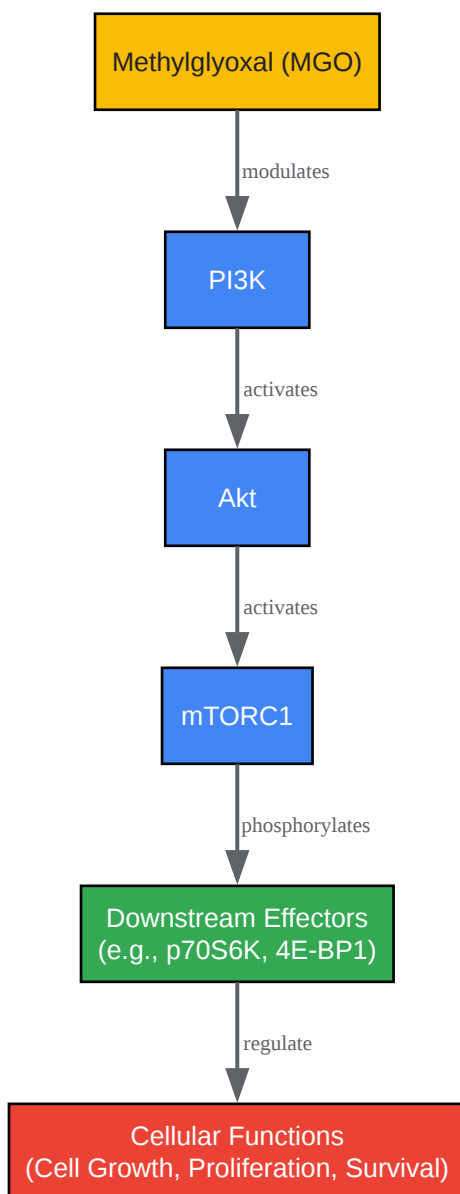 Methylglyoxal (MGO)
modulates
PI3K
activates
Akt
activates
mTORC1
phosphorylates
Downstream Effectors
(e.g., p70S6K, 4E-BP1)
regulate
Cellular Functions
(Cell Growth, Proliferation, Survival)